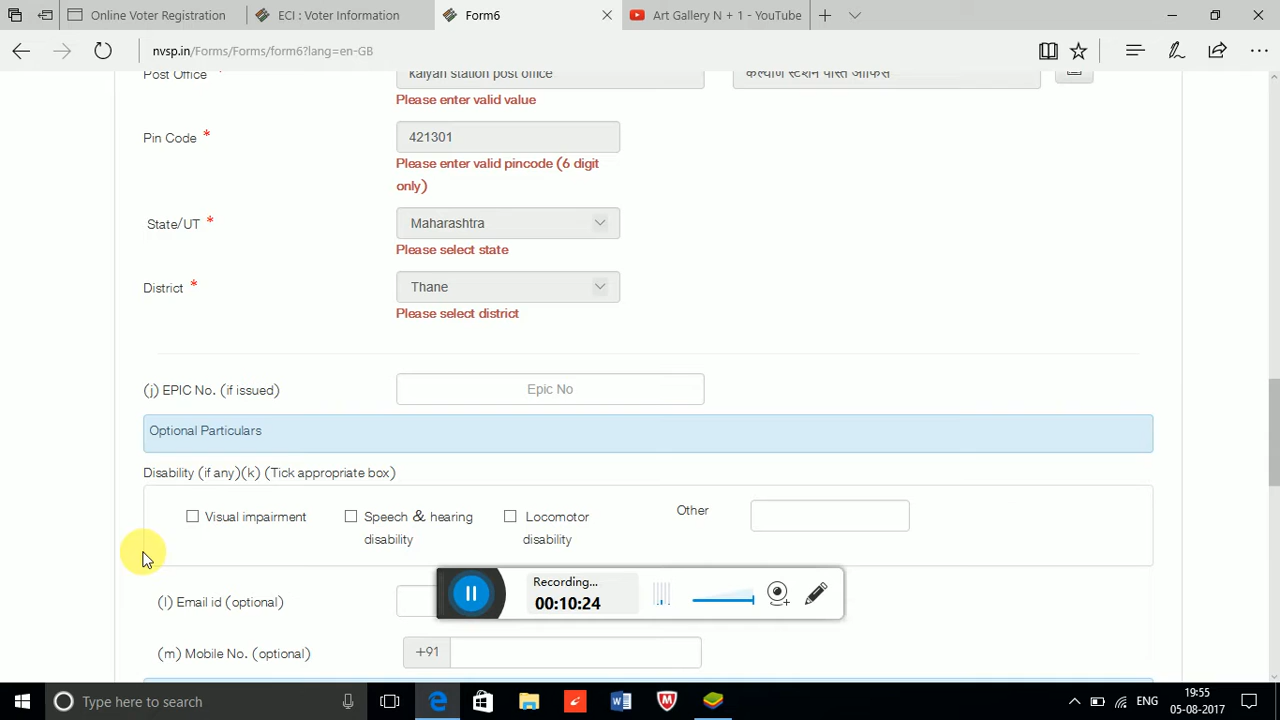 Online Voter Registration
ECI : Voter Information
Form6
Art Gallery N + 1 - YouTube
nvsp.in/Forms/Forms/form6?lang=en-GB
Post Office
kalyan station post office
कल्याण स्टेशन पोस्ट ऑफिस
Please enter valid value
Pin Code *
421301
Please enter valid pincode (6 digit
only)
State/UT *
Maharashtra
Please select state
District *
Thane
Please select district
(j) EPIC No. (if issued)
Epic No
Optional Particulars
Disability (if any)(k) (Tick appropriate box)
Visual impairment
Speech & hearing
disability
Locomotor
disability
Other
Recording...
00:10:24
(l) Email id (optional)
(m) Mobile No. (optional)
+91
Type here to search
ENG
19:55
05-08-2017